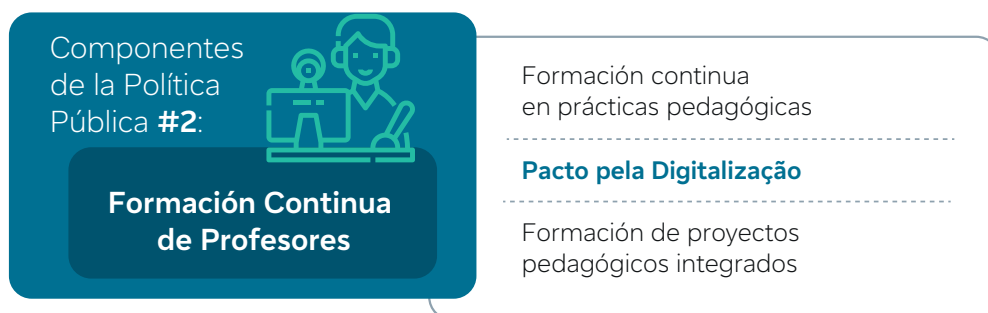 Componentes
de la Política
Pública #2:
Formación Continua
de Profesores
Formación continua
en prácticas pedagógicas
Pacto pela Digitalização
Formación de proyectos
pedagógicos integrados